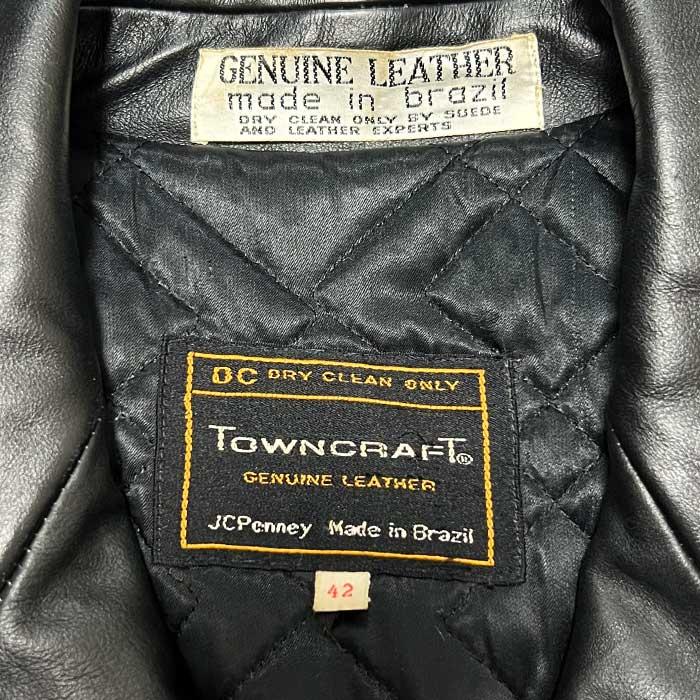 GENUINE LEATHER
made in brazil
DRY CLEAN ONLY BY SUEDE
AND LEATHER EXPERTS
DC DRY CLEAN ONLY
TOWNCRAFT®
GENUINE LEATHER
JCPenney Made in Brazil
42